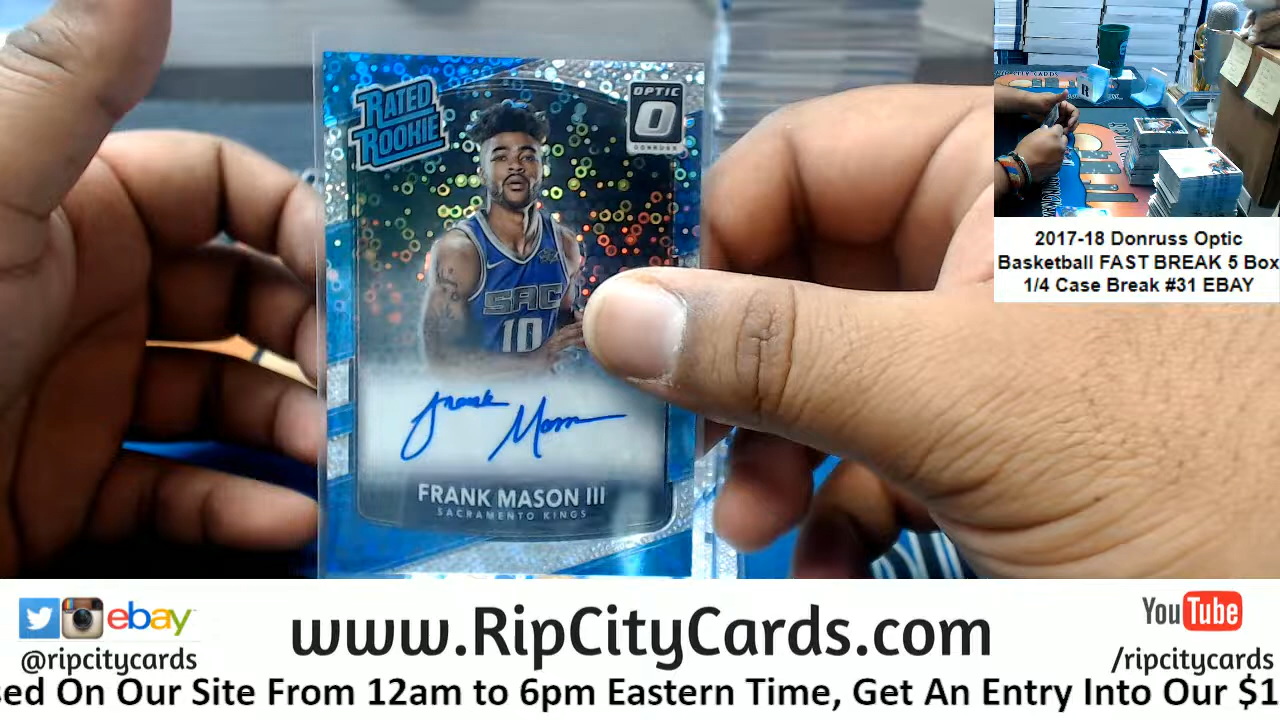 RATED
ROOKIE
OPTIC
DONRUSS
SAC
10
Frank Mason
FRANK MASON III
SACRAMENTO KINGS
2017-18 Donruss Optic
Basketball FAST BREAK 5 Box
1/4 Case Break #31 EBAY
ebay
@ripcitycards
www.RipCityCards.com
YouTube
/ripcitycards
sed On Our Site From 12am to 6pm Eastern Time, Get An Entry Into Our $1